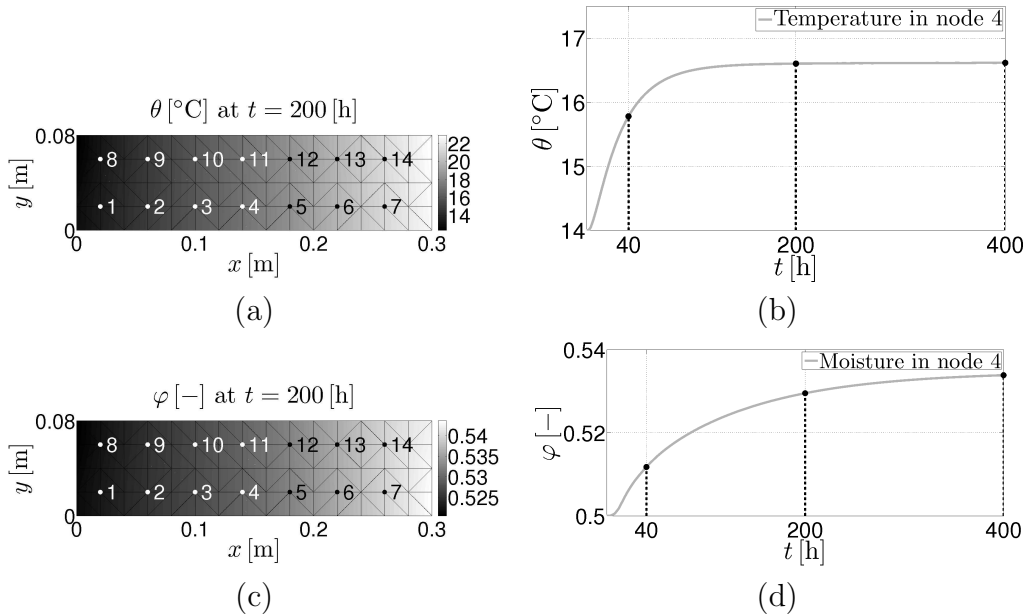 θ [°C] at t = 200 [h]
0.08
y [m]
0
8 9 10 11 12 13 14
1 2 3 4 5 6 7
22
20
18
16
14
0 0.1 0.2 0.3
x [m]
(a)
Temperature in node 4
17
16
15
14
θ [°C]
40 200 400
t [h]
(b)
φ [−] at t = 200 [h]
0.08
y [m]
0
8 9 10 11 12 13 14
1 2 3 4 5 6 7
0.54
0.535
0.53
0.525
0 0.1 0.2 0.3
x [m]
(c)
Moisture in node 4
0.54
0.52
0.5
φ [−]
40 200 400
t [h]
(d)